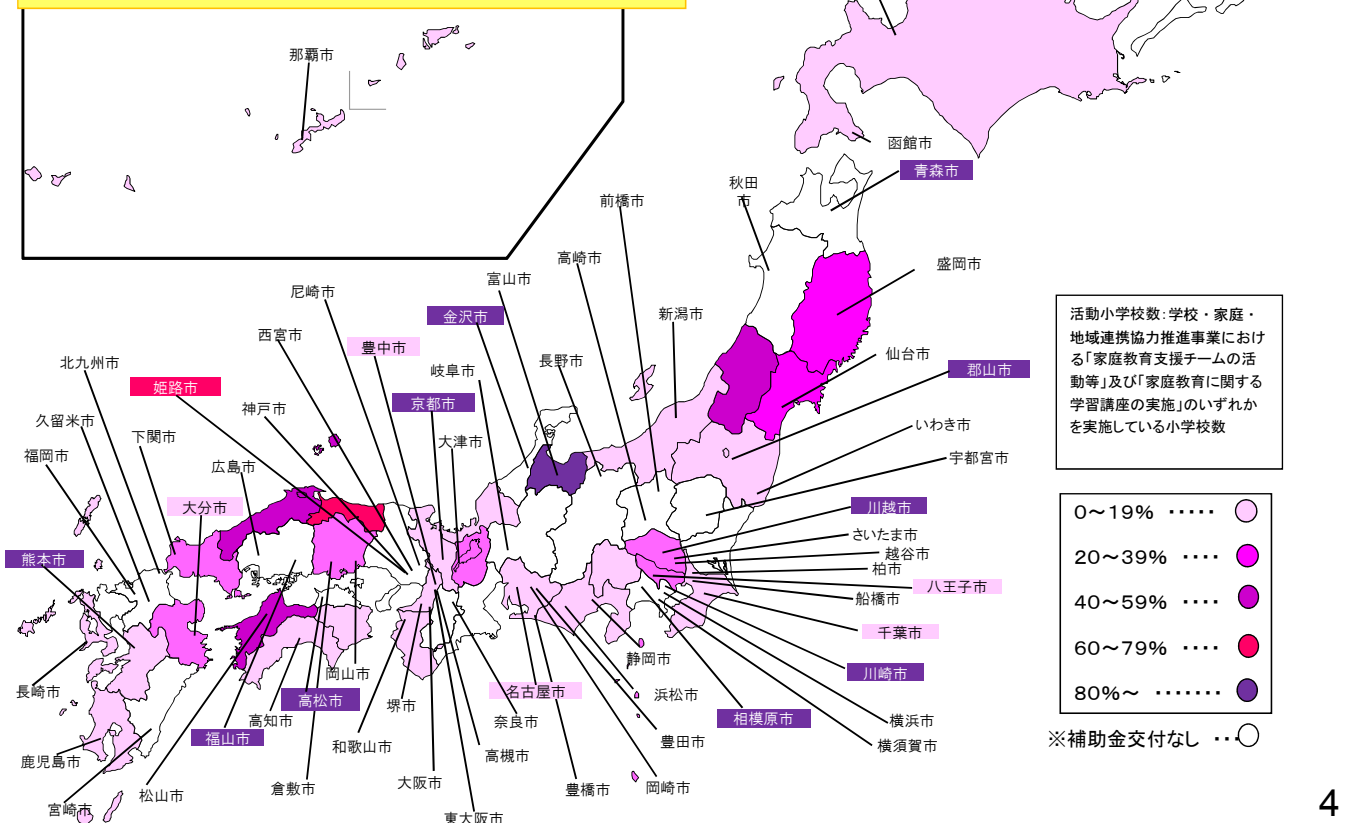 那覇市
函館市
青森市
秋田
市
前橋市
高崎市
盛岡市
富山市
尼崎市
金沢市
新潟市
西宮市
豊中市
長野市
仙台市
北九州市
岐阜市
郡山市
姫路市
京都市
神戸市
久留米市
大津市
いわき市
下関市
福岡市
広島市
宇都宮市
大分市
川越市
さいたま市
熊本市
越谷市
柏市
八王子市
船橋市
千葉市
静岡市
川崎市
岡山市
長崎市
名古屋市
浜松市
高松市
堺市
相模原市
高知市
奈良市
横浜市
福山市
和歌山市
豊田市
横須賀市
高槻市
鹿児島市
大阪市
倉敷市
豊橋市
岡崎市
松山市
宮崎市
東大阪市
活動小学校数：学校・家庭・
地域連携協力推進事業におけ
る「家庭教育支援チームの活
動等」及び「家庭教育に関する
学習講座の実施」のいずれか
を実施している小学校数
0～19% ‥‥‥
20～39% ‥‥
40～59% ‥‥
60～79% ‥‥
80%～ ‥‥‥‥
※補助金交付なし ‥‥
4